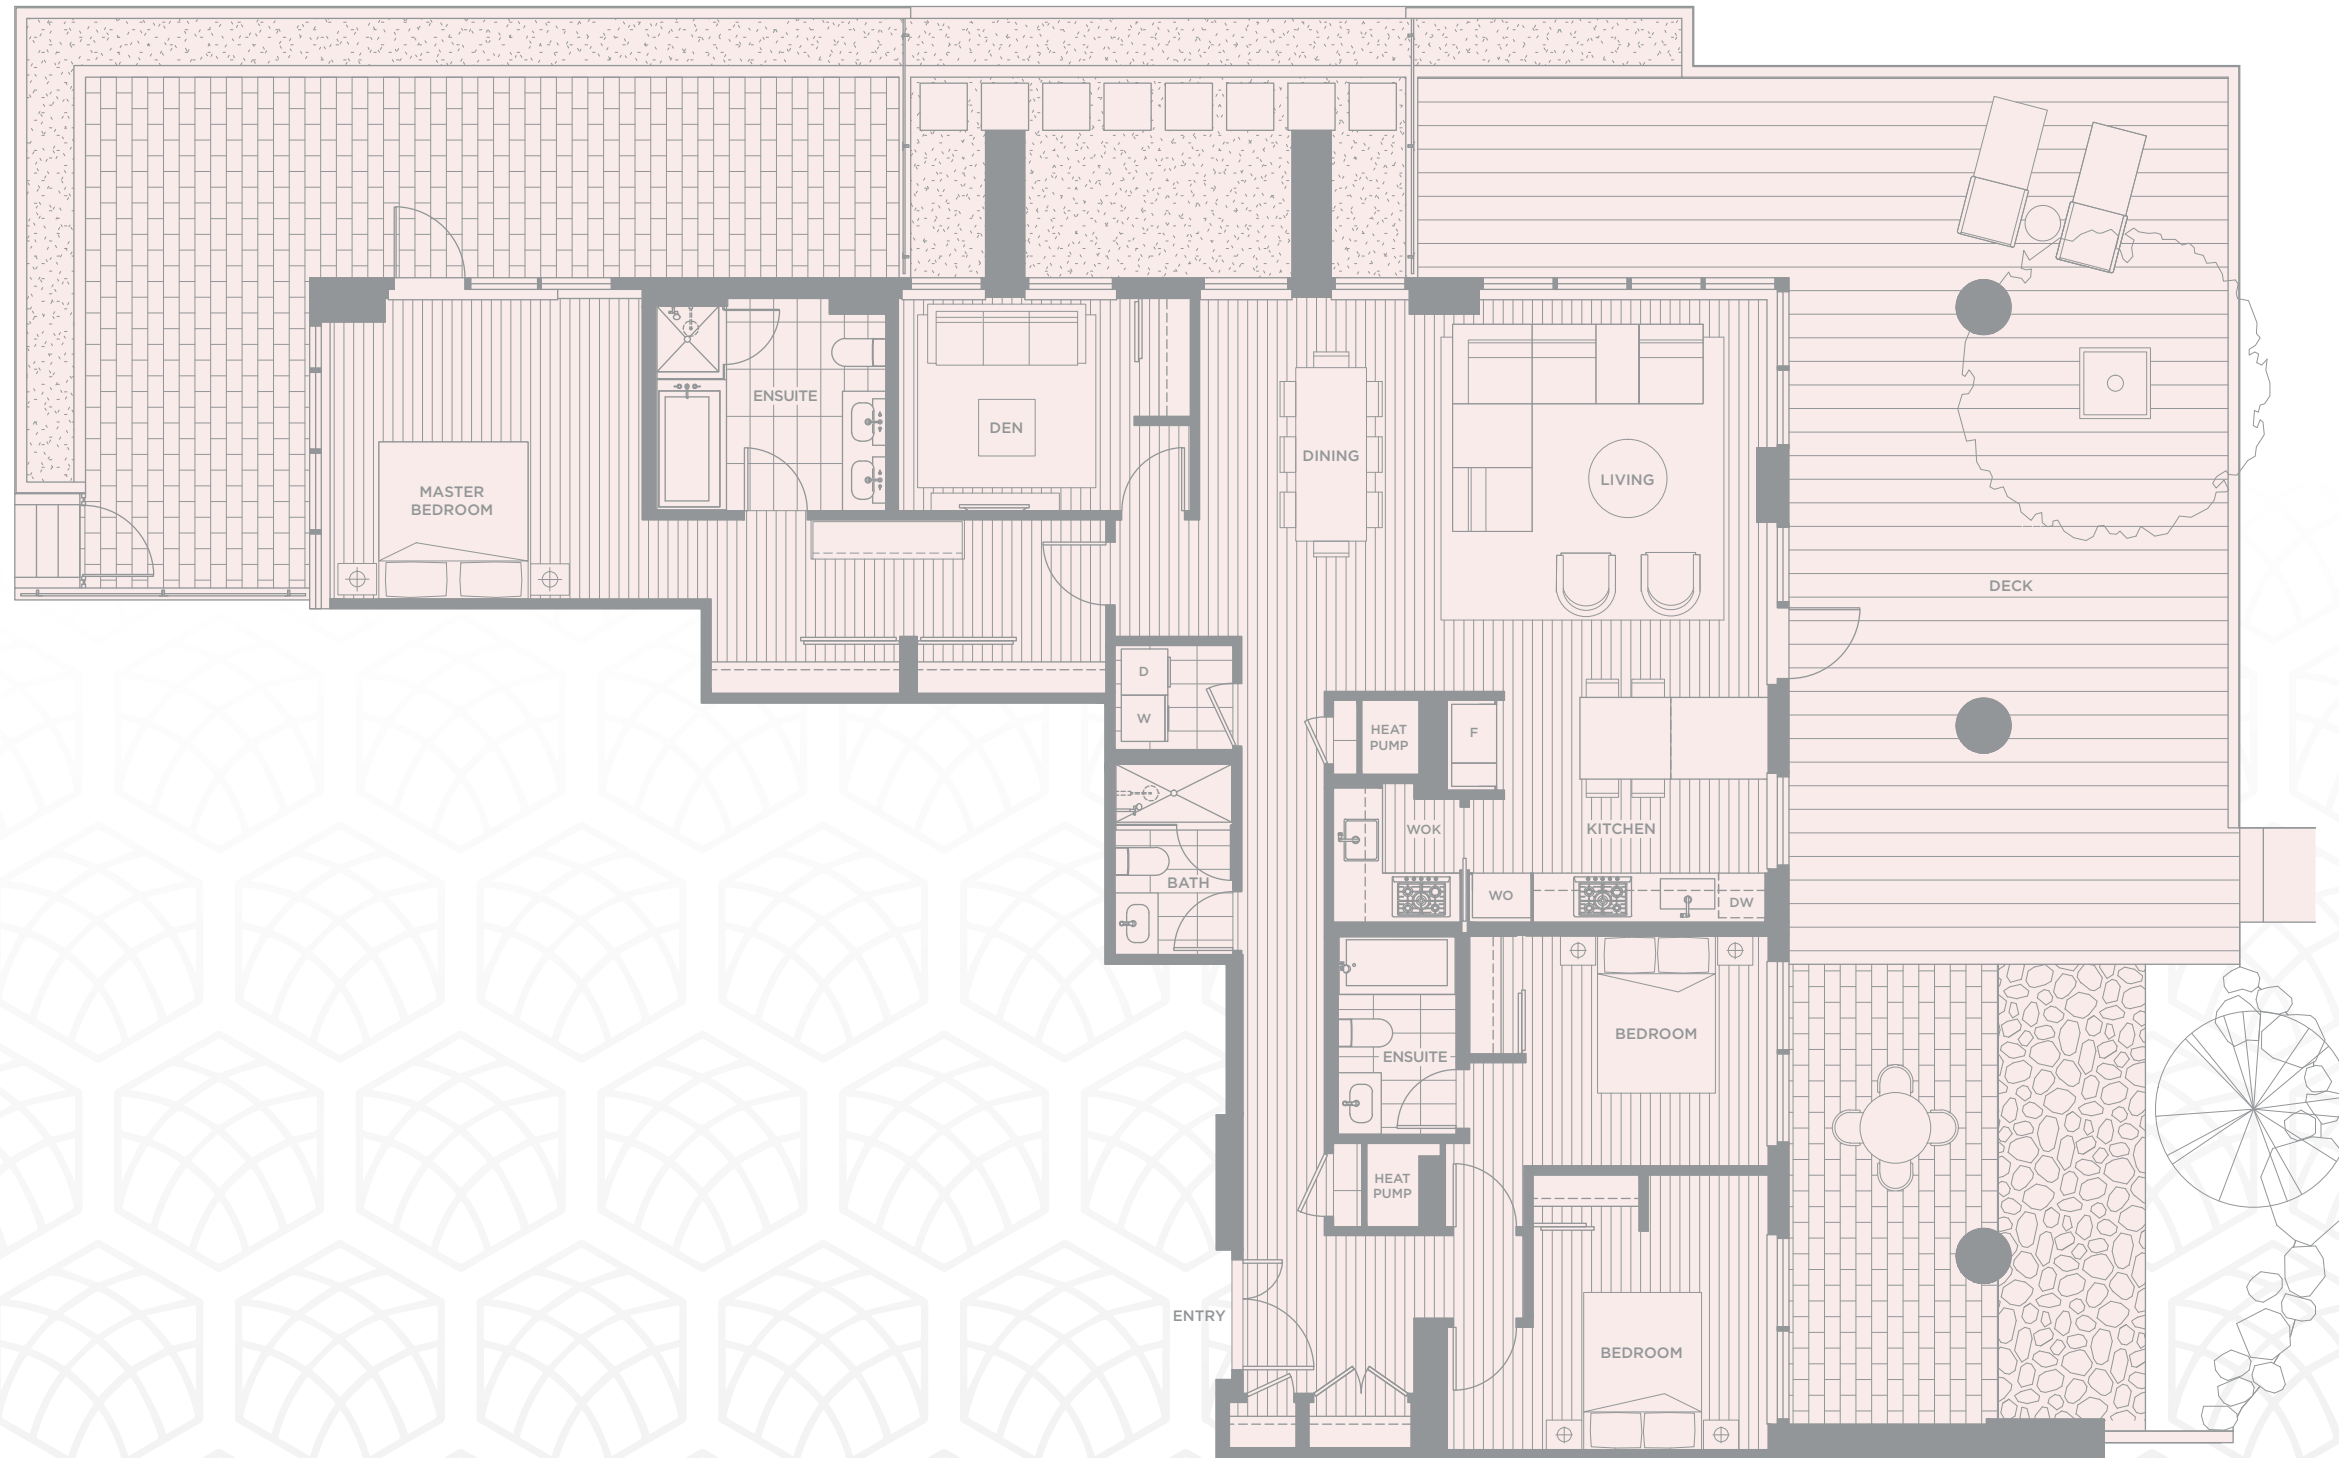 ENSUITE
DEN
DINING
LIVING
MASTER
BEDROOM
DECK
D
W
HEAT
PUMP
F
WOK
KITCHEN
BATH
WO
DW
BEDROOM
ENSUITE
HEAT
PUMP
ENTRY
BEDROOM